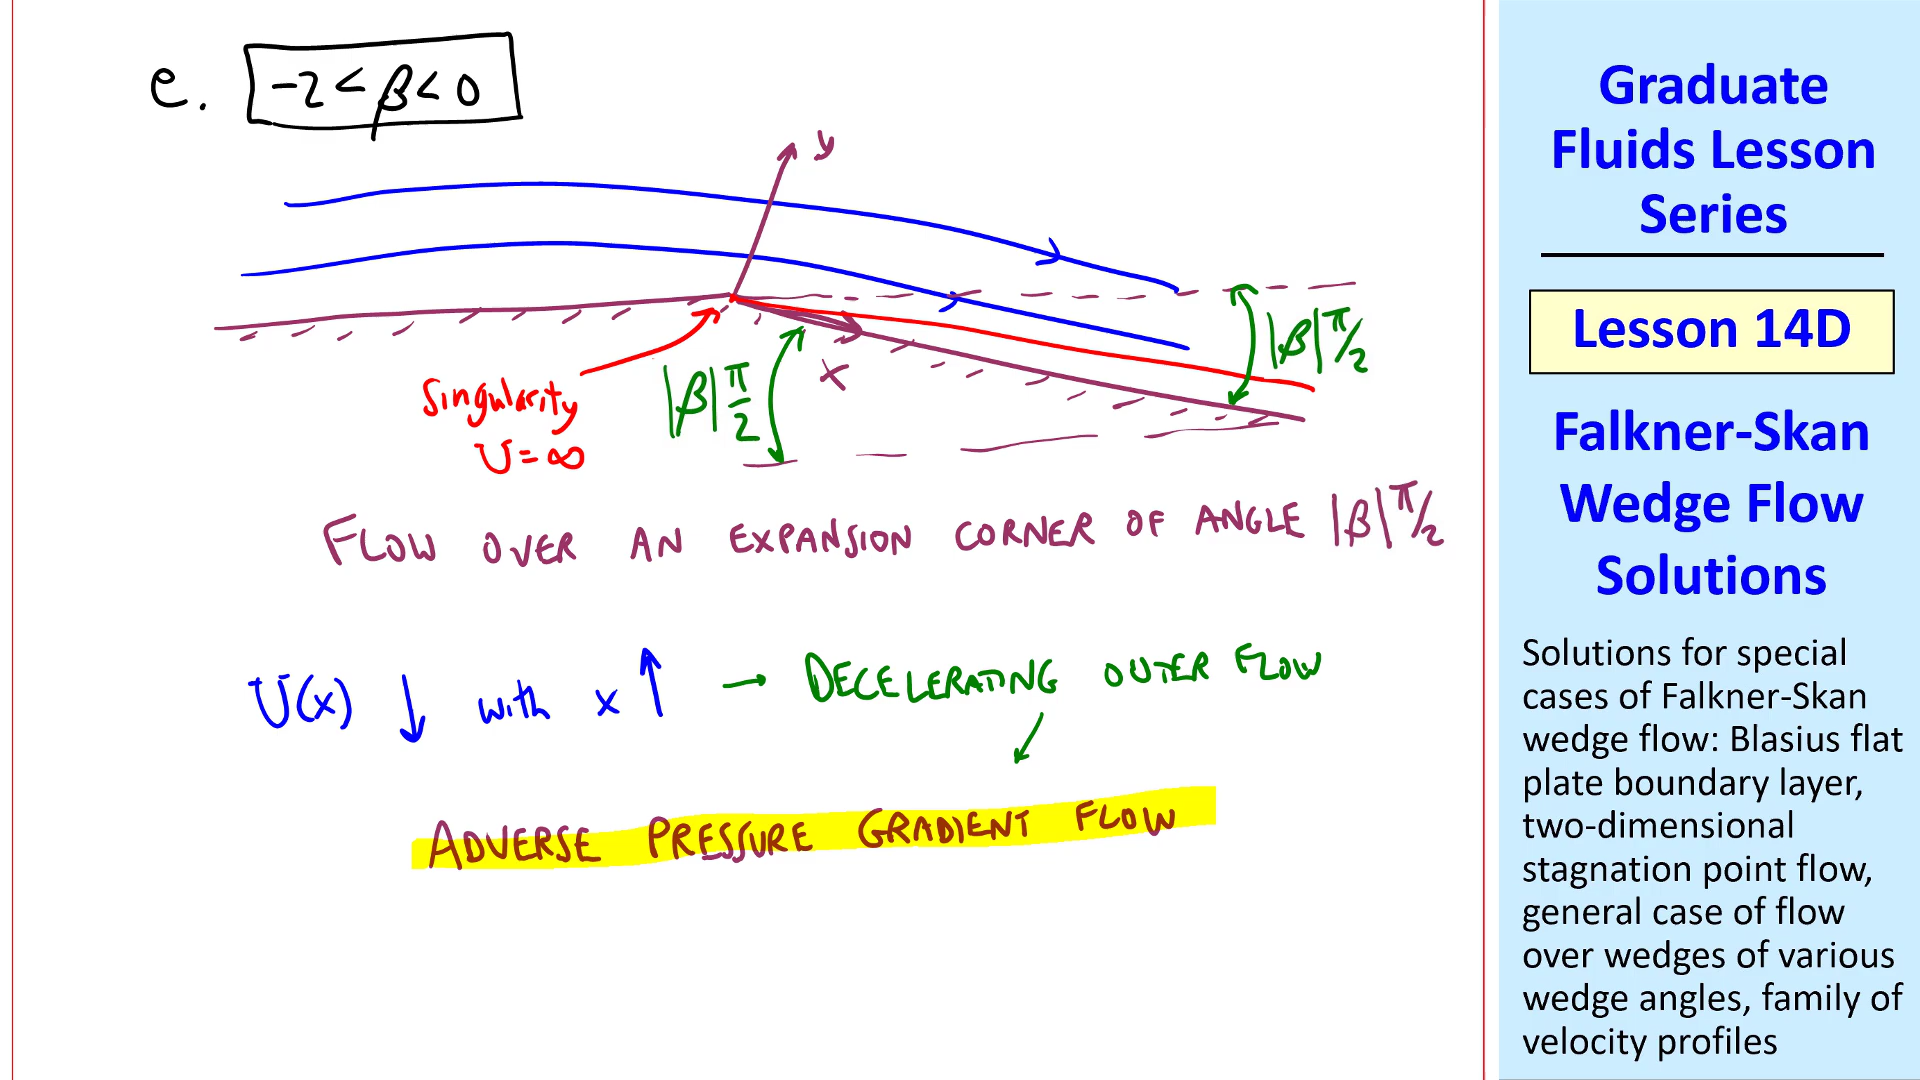 e. -2 < β < 0
y
|β|π/2
x
|β| π/2
Singularity
U = ∞
FLOW OVER AN EXPANSION CORNER OF ANGLE |β|π/2
U(x) ↓ with x ↑ → DECELERATING OUTER FLOW
ADVERSE PRESSURE GRADIENT FLOW
Graduate
Fluids Lesson
Series
Lesson 14D
Falkner-Skan
Wedge Flow
Solutions
Solutions for special
cases of Falkner-Skan
wedge flow: Blasius flat
plate boundary layer,
two-dimensional
stagnation point flow,
general case of flow
over wedges of various
wedge angles, family of
velocity profiles